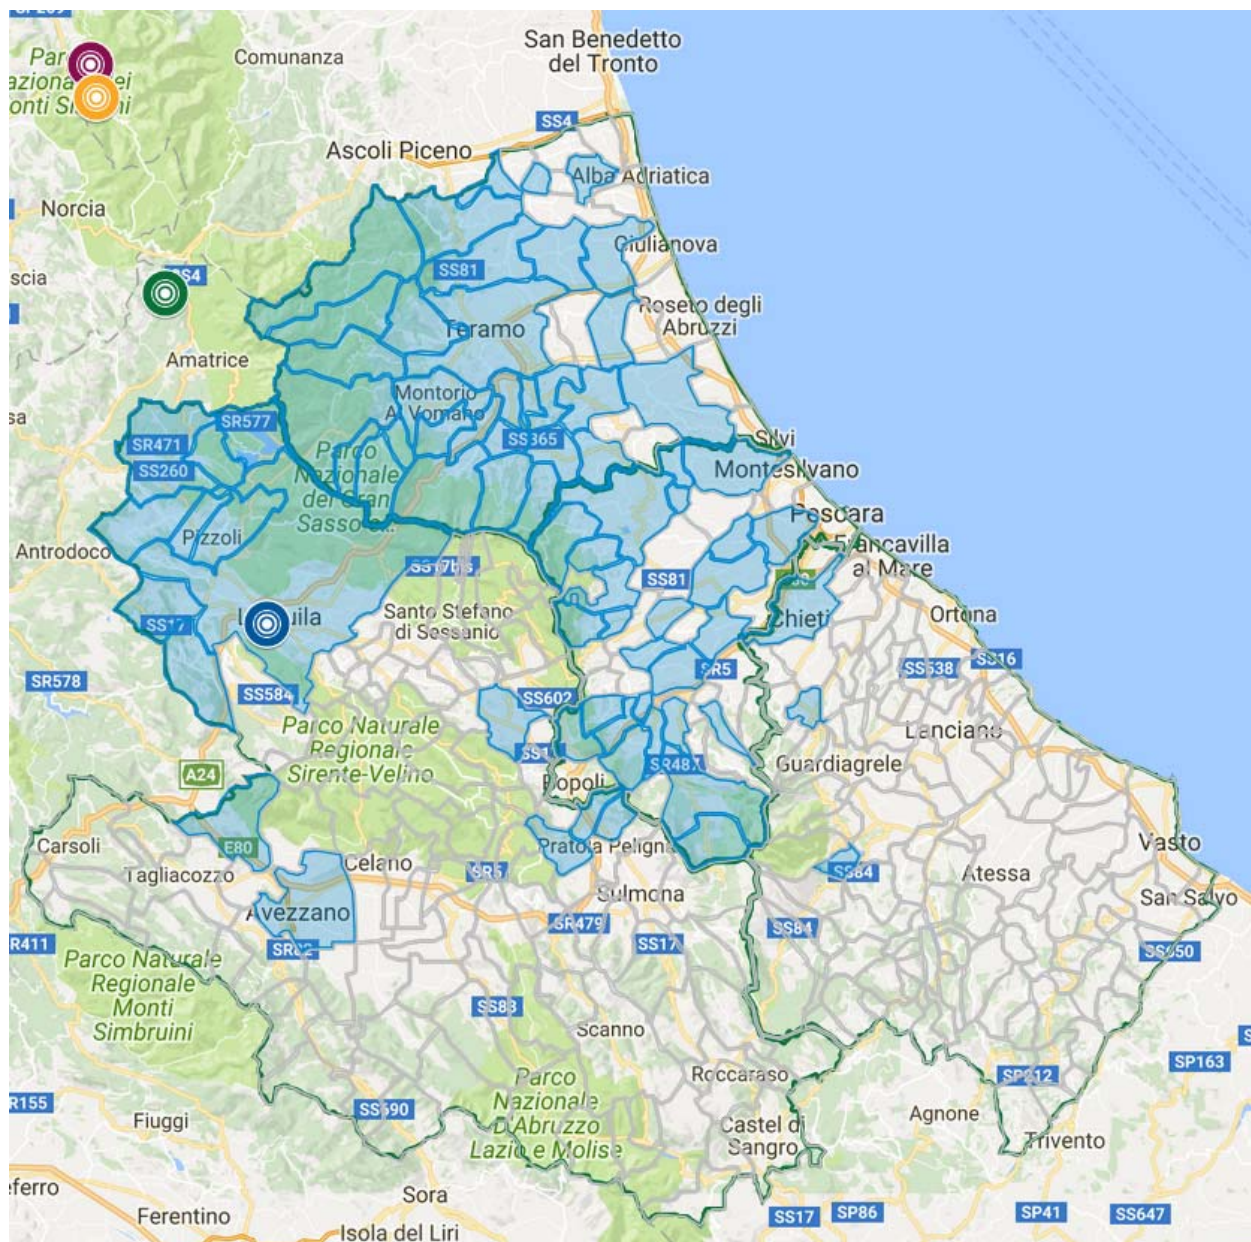 San Benedetto
del Tronto
Comunanza
SS4
Ascoli Piceno
Alba Adriatica
Norcia
Giulianova
SS4
SS81
Roseto degli
Abruzzi
Teramo
Amatrice
Montorio
Al Vomano
SR577
SR471
SS365
Silvi
SS260
Parco
Nazionale
del Gran
Sasso e...
Montesilvano
Pescara
Pizzoli
Antrodoco
Francavilla
al Mare
SS17bis
SS81
Santo Stefano
di Sessanio
Chieti
Ortona
SS17
SR578
SS584
SS602
SR5
SS538
SS16
Parco Naturale
Regionale
Sirente-Velino
Lanciano
A24
SR487
Guardiagrele
Popoli
Carsoli
E80
Celano
Pratola Peligna
Vasto
Tagliacozzo
SR5
SS84
Atessa
Sulmona
San Salvo
Avezzano
SR479
SS84
SR411
SR82
SS17
SS650
Parco Naturale
Regionale
Monti
Simbruini
SS83
Scanno
SP163
Parco
Nazionale
D'Abruzzo
Lazio e Molise
Roccaraso
SP212
SS690
Fiuggi
Agnone
Castel di
Sangro
Trivento
Sora
Ferentino
Isola del Liri
SS17
SP86
SP41
SS647